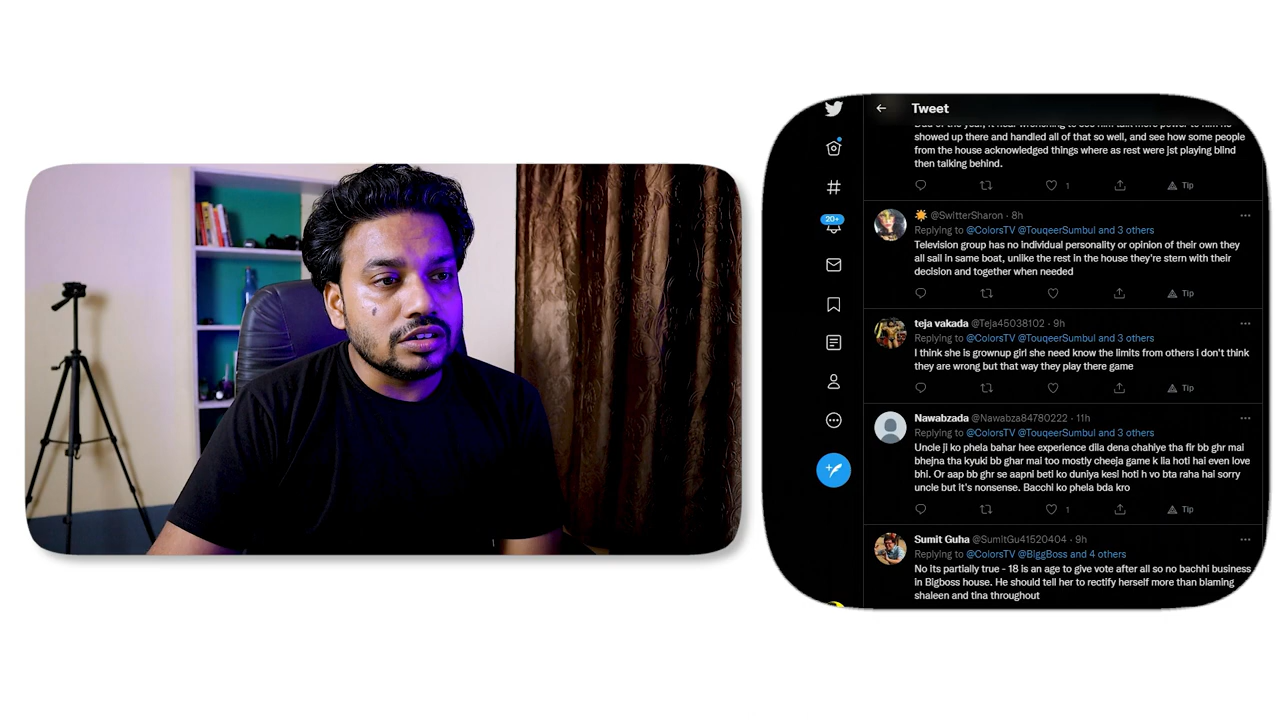 Tweet
showed up there and handled all of that so well, and see how some people
from the house acknowledged things where as rest were jst playing blind
then talking behind.
1
Tip
@SwitterSharon · 8h
Replying to @ColorsTV @TouqeerSumbul and 3 others
Television group has no individual personality or opinion of their own they
all sail in same boat, unlike the rest in the house they're stern with their
decision and together when needed
Tip
20+
teja vakada @Teja45038102 · 9h
Replying to @ColorsTV @TouqeerSumbul and 3 others
I think she is grownup girl she need know the limits from others i don't think
they are wrong but that way they play there game
Tip
Nawabzada @Nawabza84780222 · 11h
Replying to @ColorsTV @TouqeerSumbul and 3 others
Uncle ji ko phela bahar hee experience dila dena chahiye tha fir bb ghr mai
bhejna tha kyuki bb ghar mai too mostly cheeja game k lia hoti hai even love
bhi. Or aap bb ghr se aapni beti ko duniya kesi hoti h vo bta raha hai sorry
uncle but it's nonsense. Bacchi ko phela bda kro
1
Tip
Sumit Guha @SumitGu41520404 · 9h
Replying to @ColorsTV @BiggBoss and 4 others
No its partially true - 18 is an age to give vote after all so no bachhi business
in Bigboss house. He should tell her to rectify herself more than blaming
shaleen and tina throughout